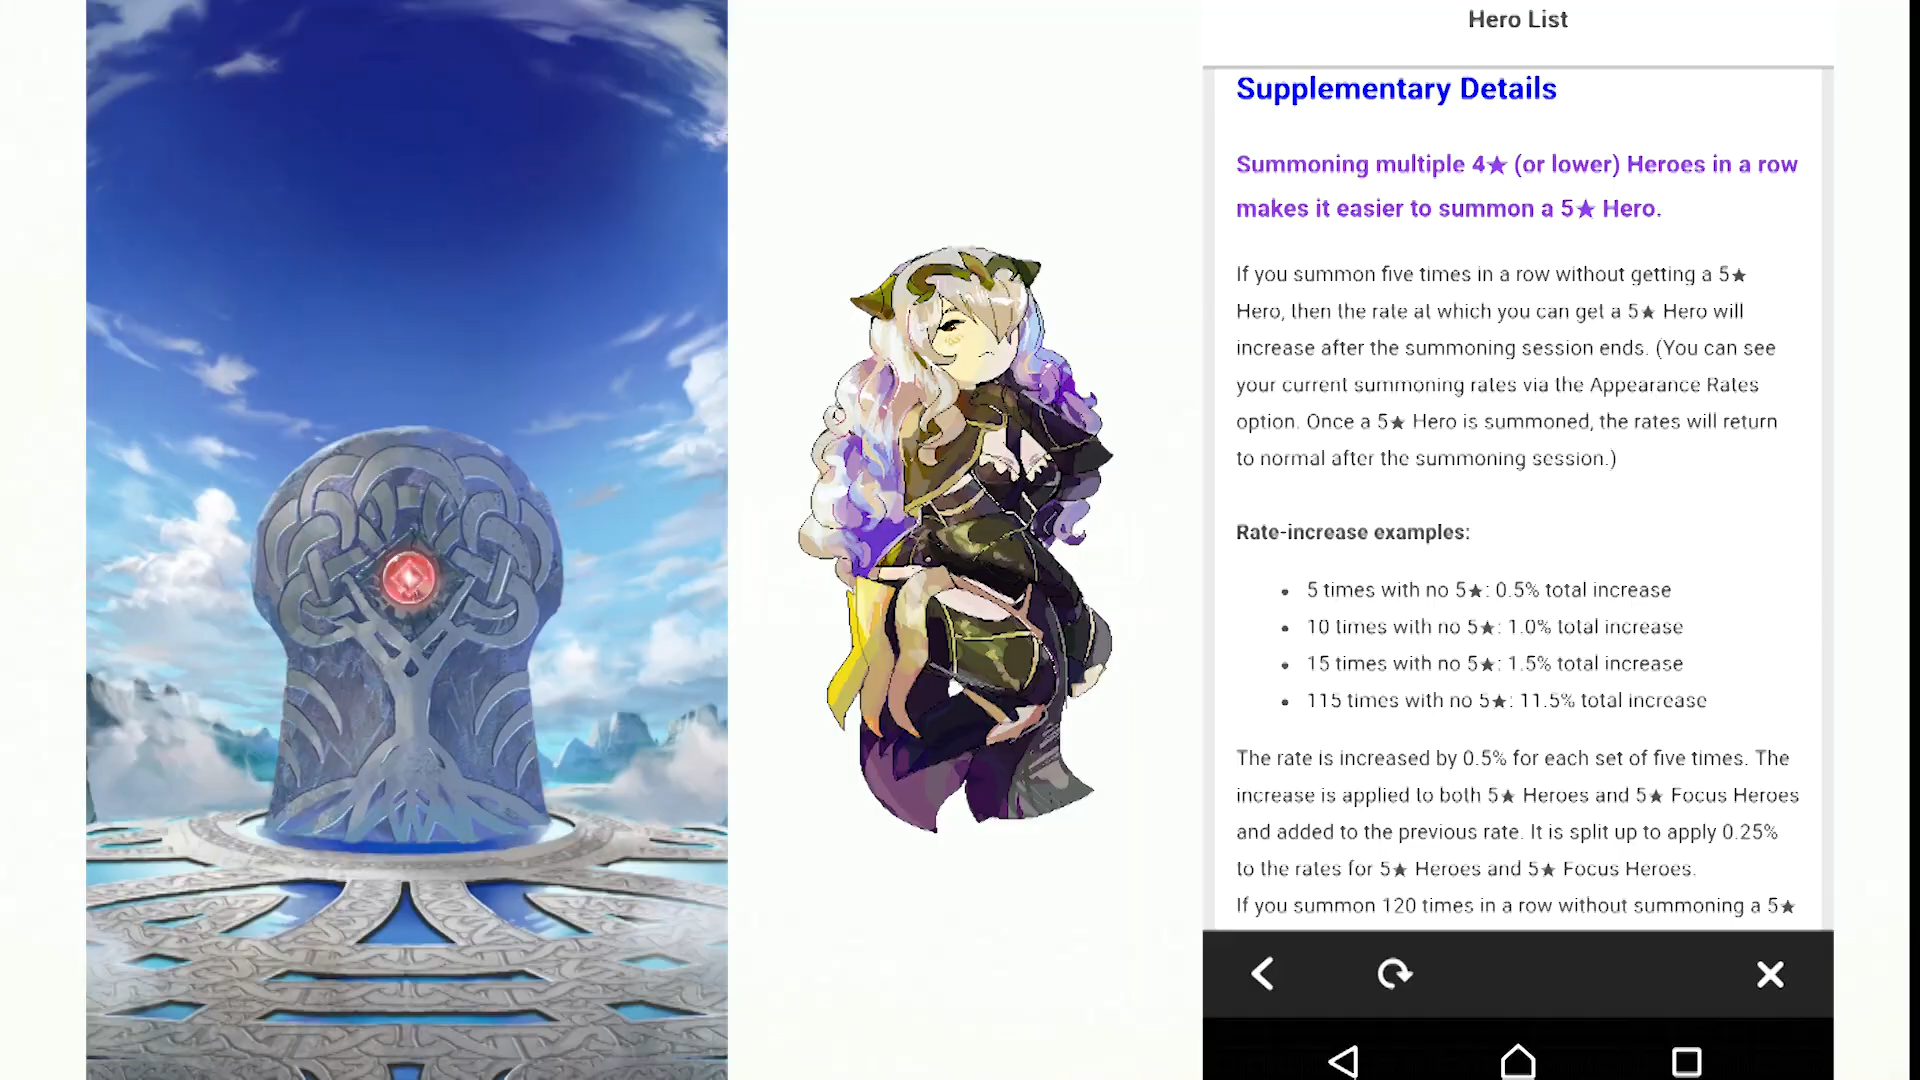 Hero List
Supplementary Details
Summoning multiple 4★ (or lower) Heroes in a row
makes it easier to summon a 5★ Hero.
If you summon five times in a row without getting a 5★
Hero, then the rate at which you can get a 5★ Hero will
increase after the summoning session ends. (You can see
your current summoning rates via the Appearance Rates
option. Once a 5★ Hero is summoned, the rates will return
to normal after the summoning session.)
Rate-increase examples:
• 5 times with no 5★: 0.5% total increase
• 10 times with no 5★: 1.0% total increase
• 15 times with no 5★: 1.5% total increase
• 115 times with no 5★: 11.5% total increase
The rate is increased by 0.5% for each set of five times. The
increase is applied to both 5★ Heroes and 5★ Focus Heroes
and added to the previous rate. It is split up to apply 0.25%
to the rates for 5★ Heroes and 5★ Focus Heroes.
If you summon 120 times in a row without summoning a 5★